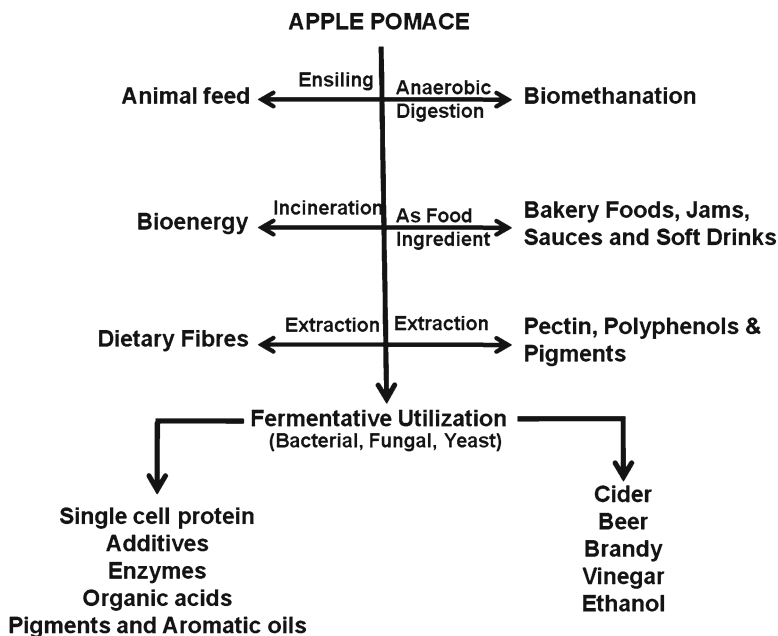 APPLE POMACE
Ensiling
Anaerobic
Digestion
Animal feed
Biomethanation
Incineration
As Food
Ingredient
Bioenergy
Bakery Foods, Jams,
Sauces and Soft Drinks
Extraction
Extraction
Dietary Fibres
Pectin, Polyphenols &
Pigments
Fermentative Utilization
(Bacterial, Fungal, Yeast)
Single cell protein
Additives
Enzymes
Organic acids
Pigments and Aromatic oils
Cider
Beer
Brandy
Vinegar
Ethanol